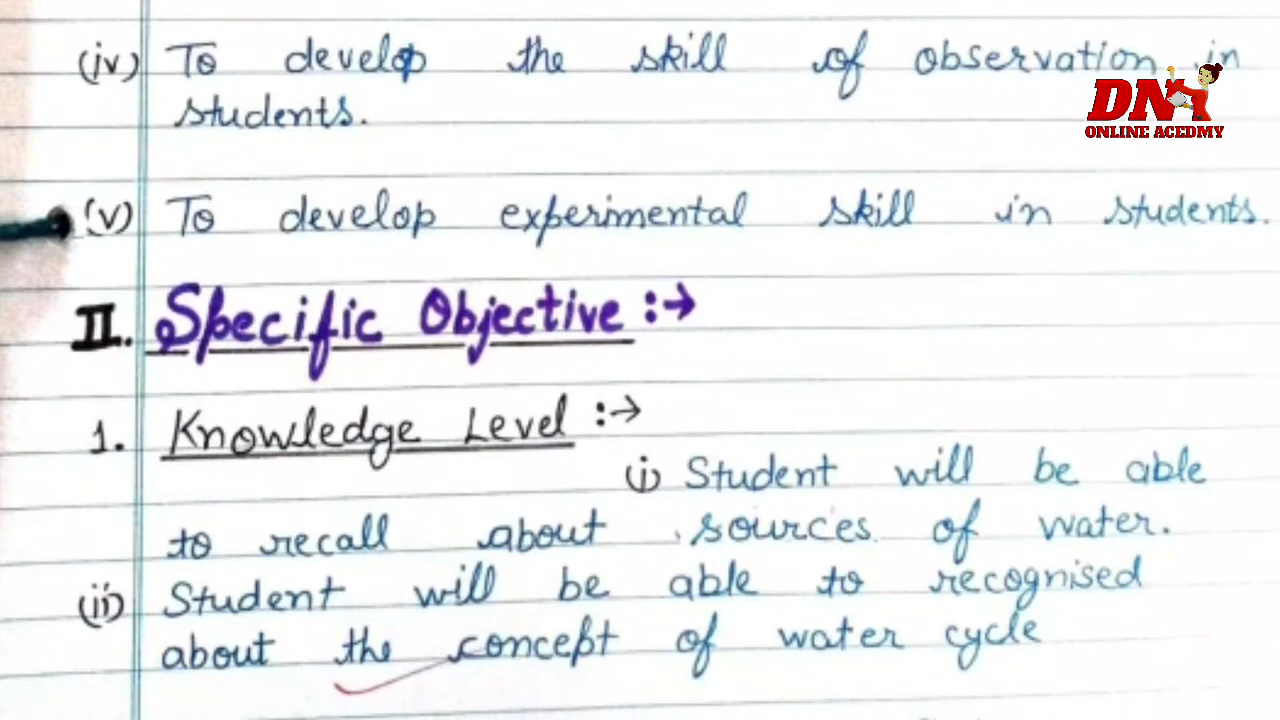 (iv) To develop the skill of observation in
students.
DN
ONLINE ACEDMY
(v) To develop experimental skill in students.
II. Specific Objective :→
1. Knowledge Level :→
(i) Student will be able
to recall about sources of water.
(ii) Student will be able to recognised
about the concept of water cycle